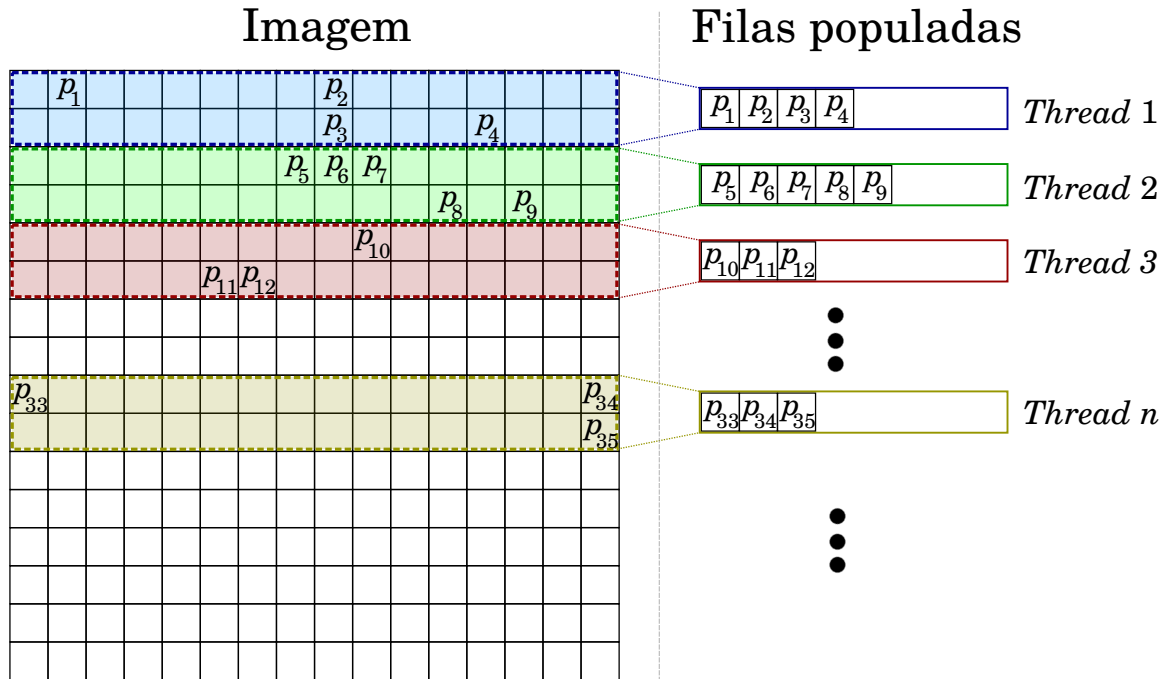 Imagem
Filas populadas
p1 p2
p3 p4
p5 p6 p7
p8 p9
p10
p11 p12
p33 p34
p35
p1 p2 p3 p4 Thread 1
p5 p6 p7 p8 p9 Thread 2
p10 p11 p12 Thread 3
p33 p34 p35 Thread n